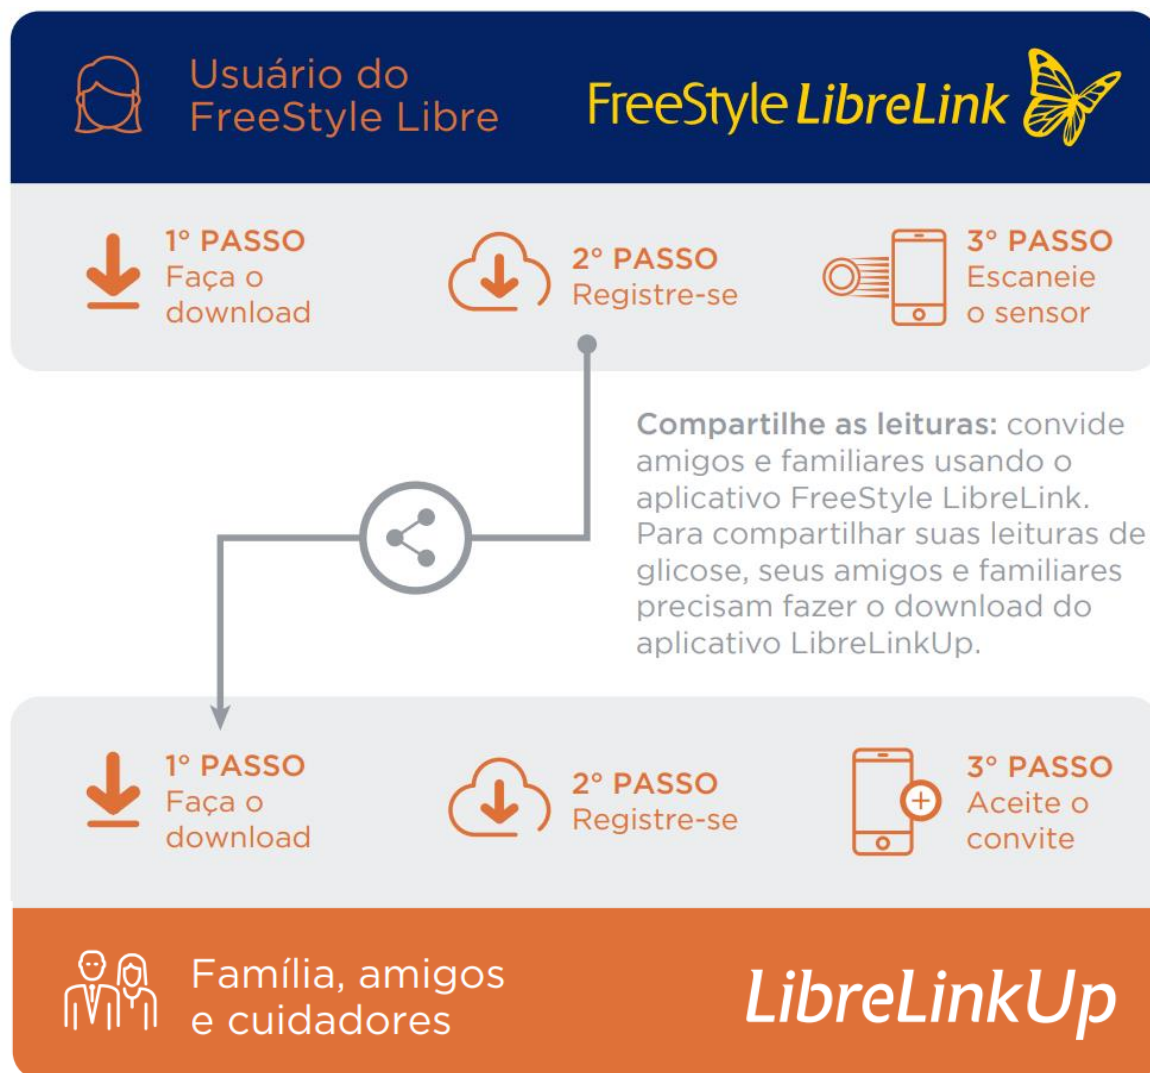 Usuário do
FreeStyle Libre
FreeStyle LibreLink
1° PASSO
Faça o
download
2° PASSO
Registre-se
3° PASSO
Escaneie
o sensor
Compartilhe as leituras: convide
amigos e familiares usando o
aplicativo FreeStyle LibreLink.
Para compartilhar suas leituras de
glicose, seus amigos e familiares
precisam fazer o download do
aplicativo LibreLinkUp.
1° PASSO
Faça o
download
2° PASSO
Registre-se
3° PASSO
Aceite o
convite
Família, amigos
e cuidadores
LibreLinkUp